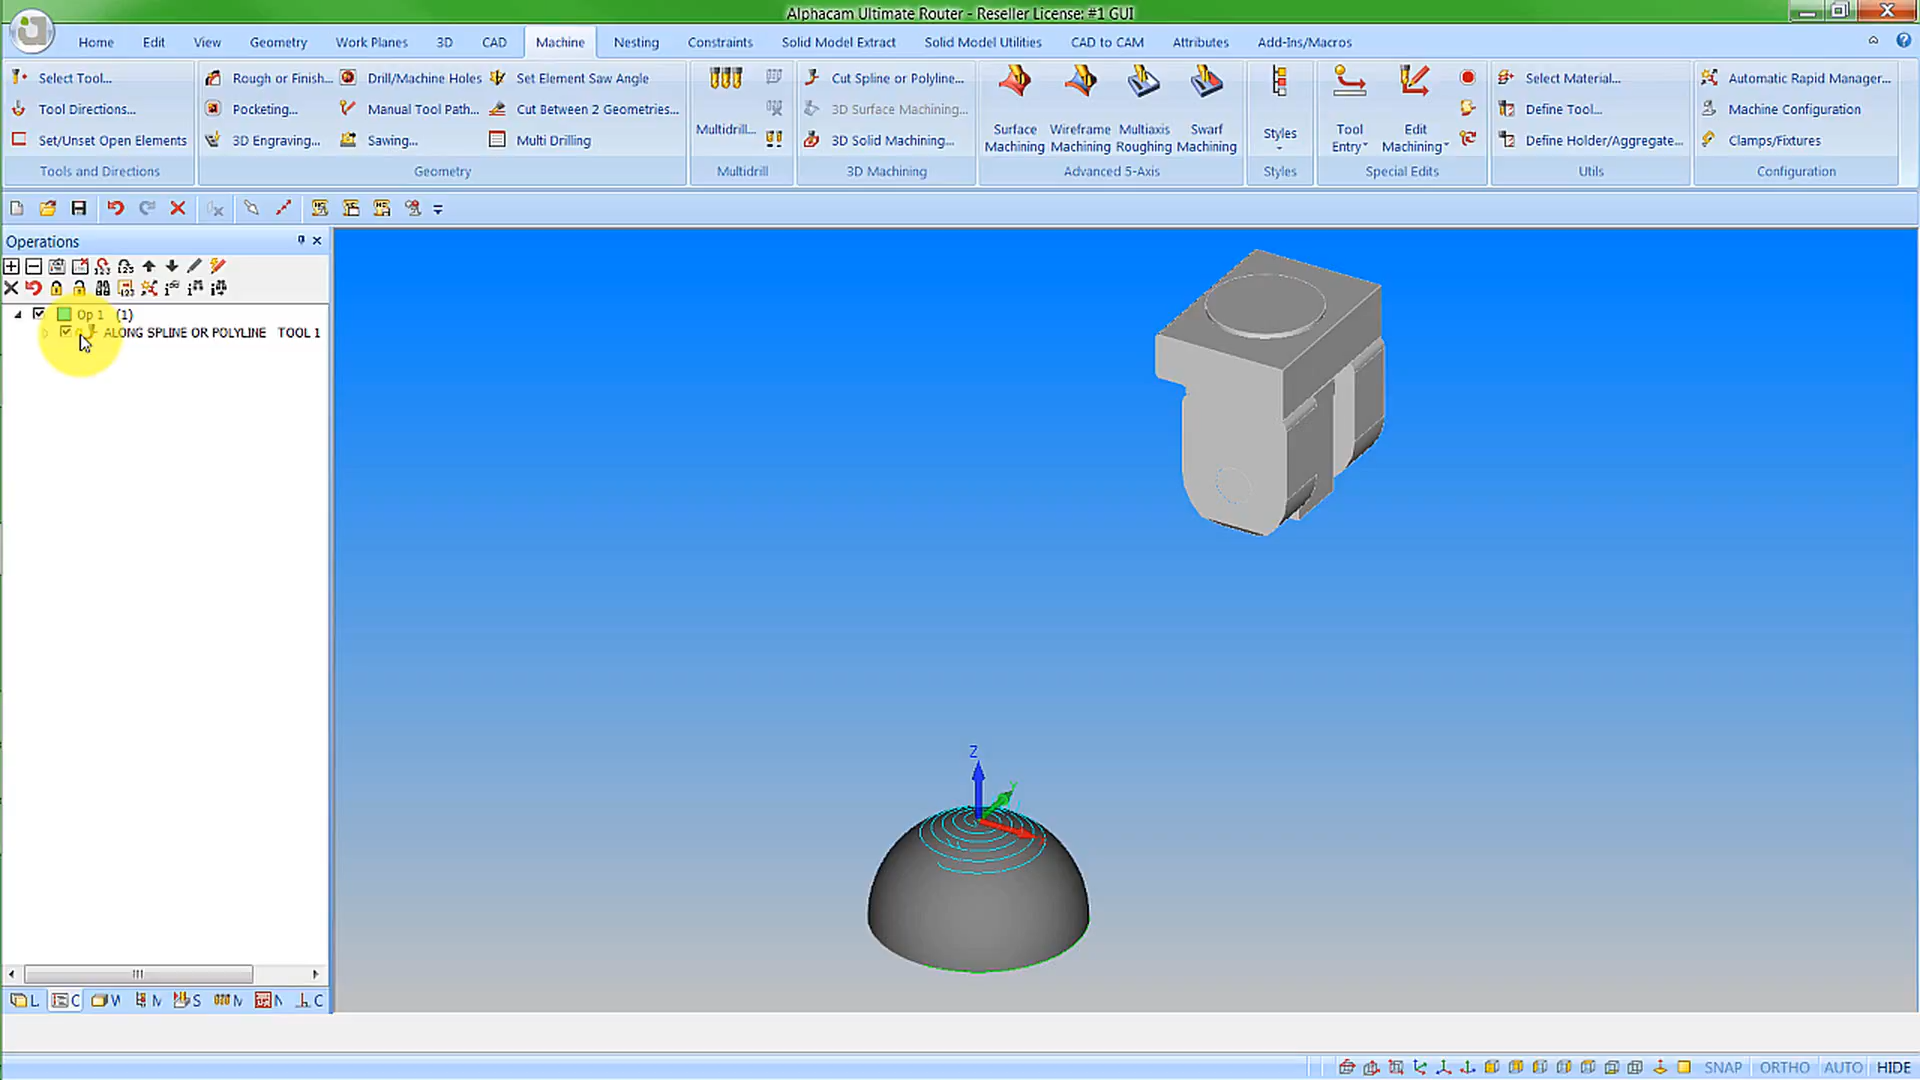 Alphacam Ultimate Router - Reseller License: #1 GUI
Home Edit View Geometry Work Planes 3D CAD Machine Nesting Constraints Solid Model Extract Solid Model Utilities CAD to CAM Attributes Add-Ins/Macros
Select Tool...
Tool Directions...
Set/Unset Open Elements
Tools and Directions
Rough or Finish...
Pocketing...
3D Engraving...
Drill/Machine Holes
Manual Tool Path...
Sawing...
Set Element Saw Angle
Cut Between 2 Geometries...
Multi Drilling
Geometry
Multidrill...
Multidrill
Cut Spline or Polyline...
3D Surface Machining...
3D Solid Machining...
3D Machining
Surface Machining
Wireframe Machining
Multiaxis Roughing
Swarf Machining
Advanced 5-Axis
Styles
Styles
Tool Entry
Edit Machining
Special Edits
Select Material...
Define Tool...
Define Holder/Aggregate...
Utils
Automatic Rapid Manager...
Machine Configuration
Clamps/Fixtures
Configuration
Operations
Op 1 (1)
ALONG SPLINE OR POLYLINE TOOL 1
Z
L C M S M N C
SNAP ORTHO AUTO HIDE